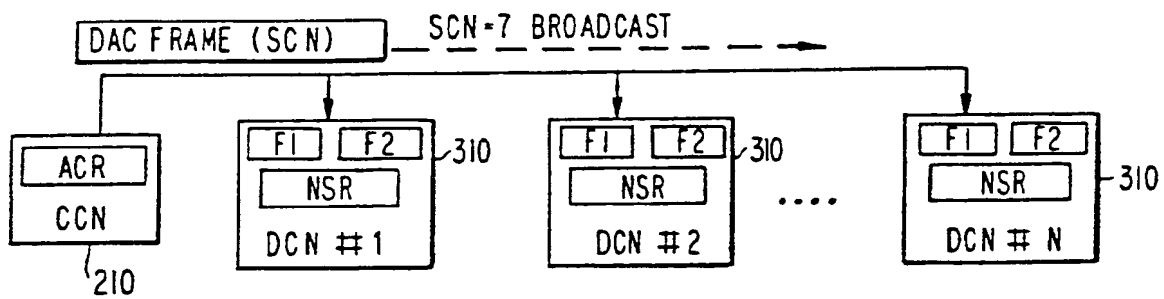 DAC FRAME (SCN)
SCN=7 BROADCAST
ACR
CCN
210
F1 F2
NSR
DCN #1
310
F1 F2
NSR
DCN #2
310
....
F1 F2
NSR
DCN # N
310